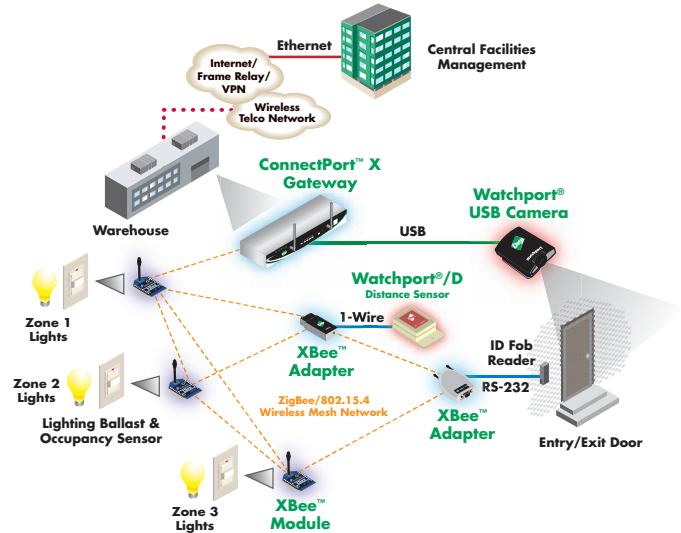 Ethernet
Central Facilities
Management
Internet/
Frame Relay/
VPN
Wireless
Telco Network
ConnectPort™ X
Gateway
Warehouse
Watchport®
USB Camera
USB
Digi
Watchport®/D
Distance Sensor
1-Wire
Zone 1
Lights
XBee™
Adapter
ID Fob
Reader
RS-232
Zone 2
Lights
Lighting Ballast &
Occupancy Sensor
ZigBee/802.15.4
Wireless Mesh Network
XBee™
Adapter
Entry/Exit Door
Zone 3
Lights
XBee™
Module